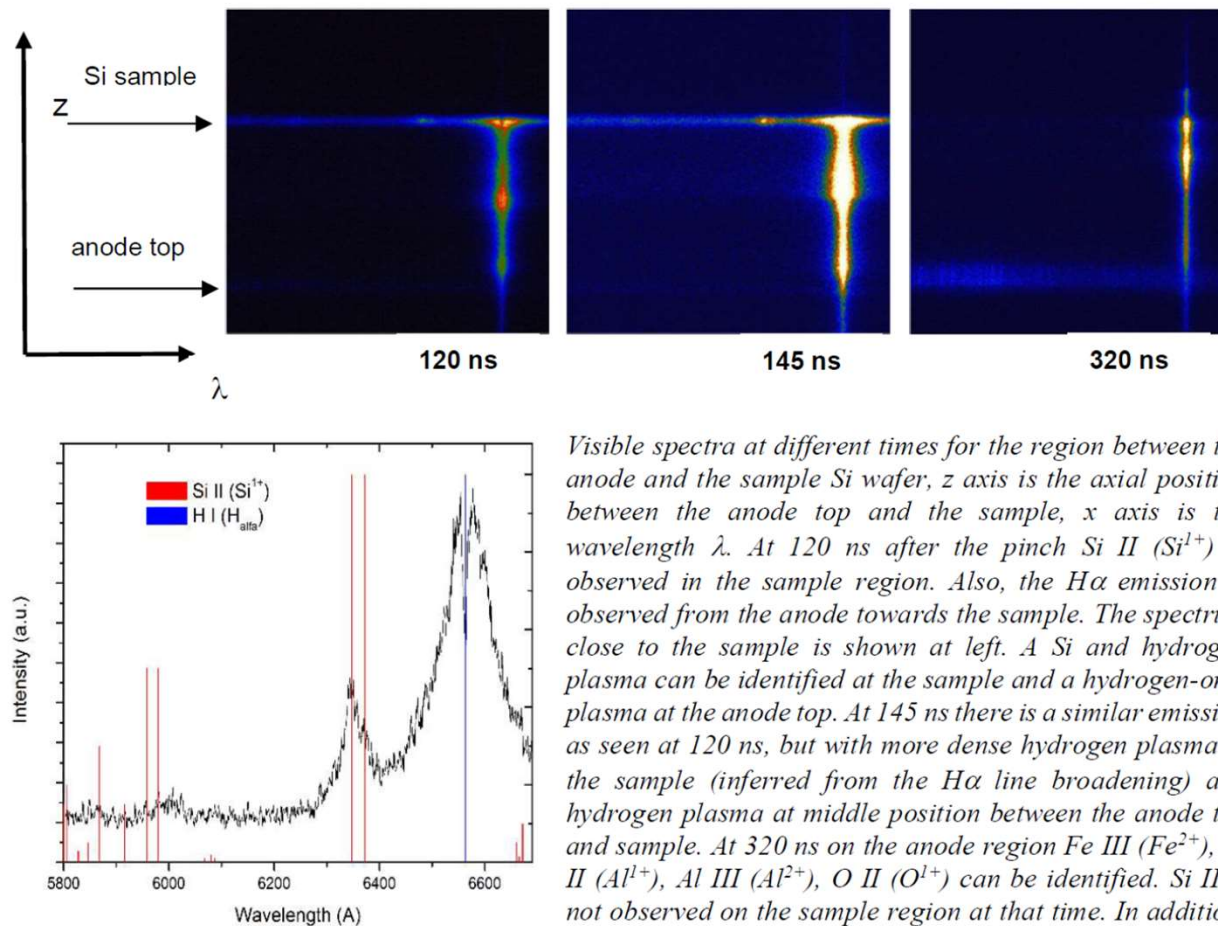 Si sample
z
anode top
λ
120 ns
145 ns
320 ns
Si II (Si¹⁺)
H I (H alfa)
Intensity (a.u.)
5800 6000 6200 6400 6600
Wavelength (A)
Visible spectra at different times for the region between
anode and the sample Si wafer, z axis is the axial
between the anode top and the sample, x axis is
wavelength λ. At 120 ns after the pinch Si II (Si¹⁺)
observed in the sample region. Also, the Hα emission
observed from the anode towards the sample. The
close to the sample is shown at left. A Si and
plasma can be identified at the sample and a
plasma at the anode top. At 145 ns there is a similar
as seen at 120 ns, but with more dense hydrogen plasma
the sample (inferred from the Hα line broadening)
hydrogen plasma at middle position between the anode
and sample. At 320 ns on the anode region Fe III (Fe²⁺),
II (Al¹⁺), Al III (Al²⁺), O II (O¹⁺) can be identified. Si
not observed on the sample region at that time. In